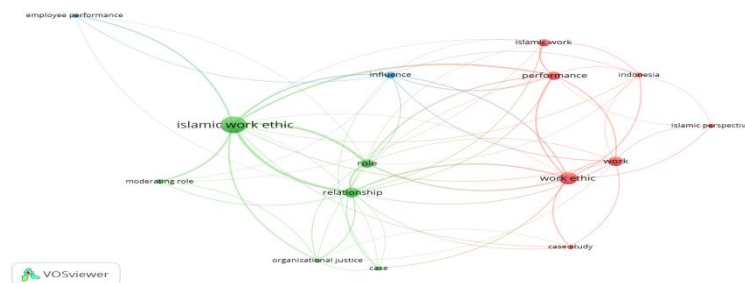 employee performance
islamic work
influence
performance
indonesia
islamic work ethic
islamic perspectiv
role
work
moderating role
relationship
work ethic
case study
organizational justice
case
VOSviewer